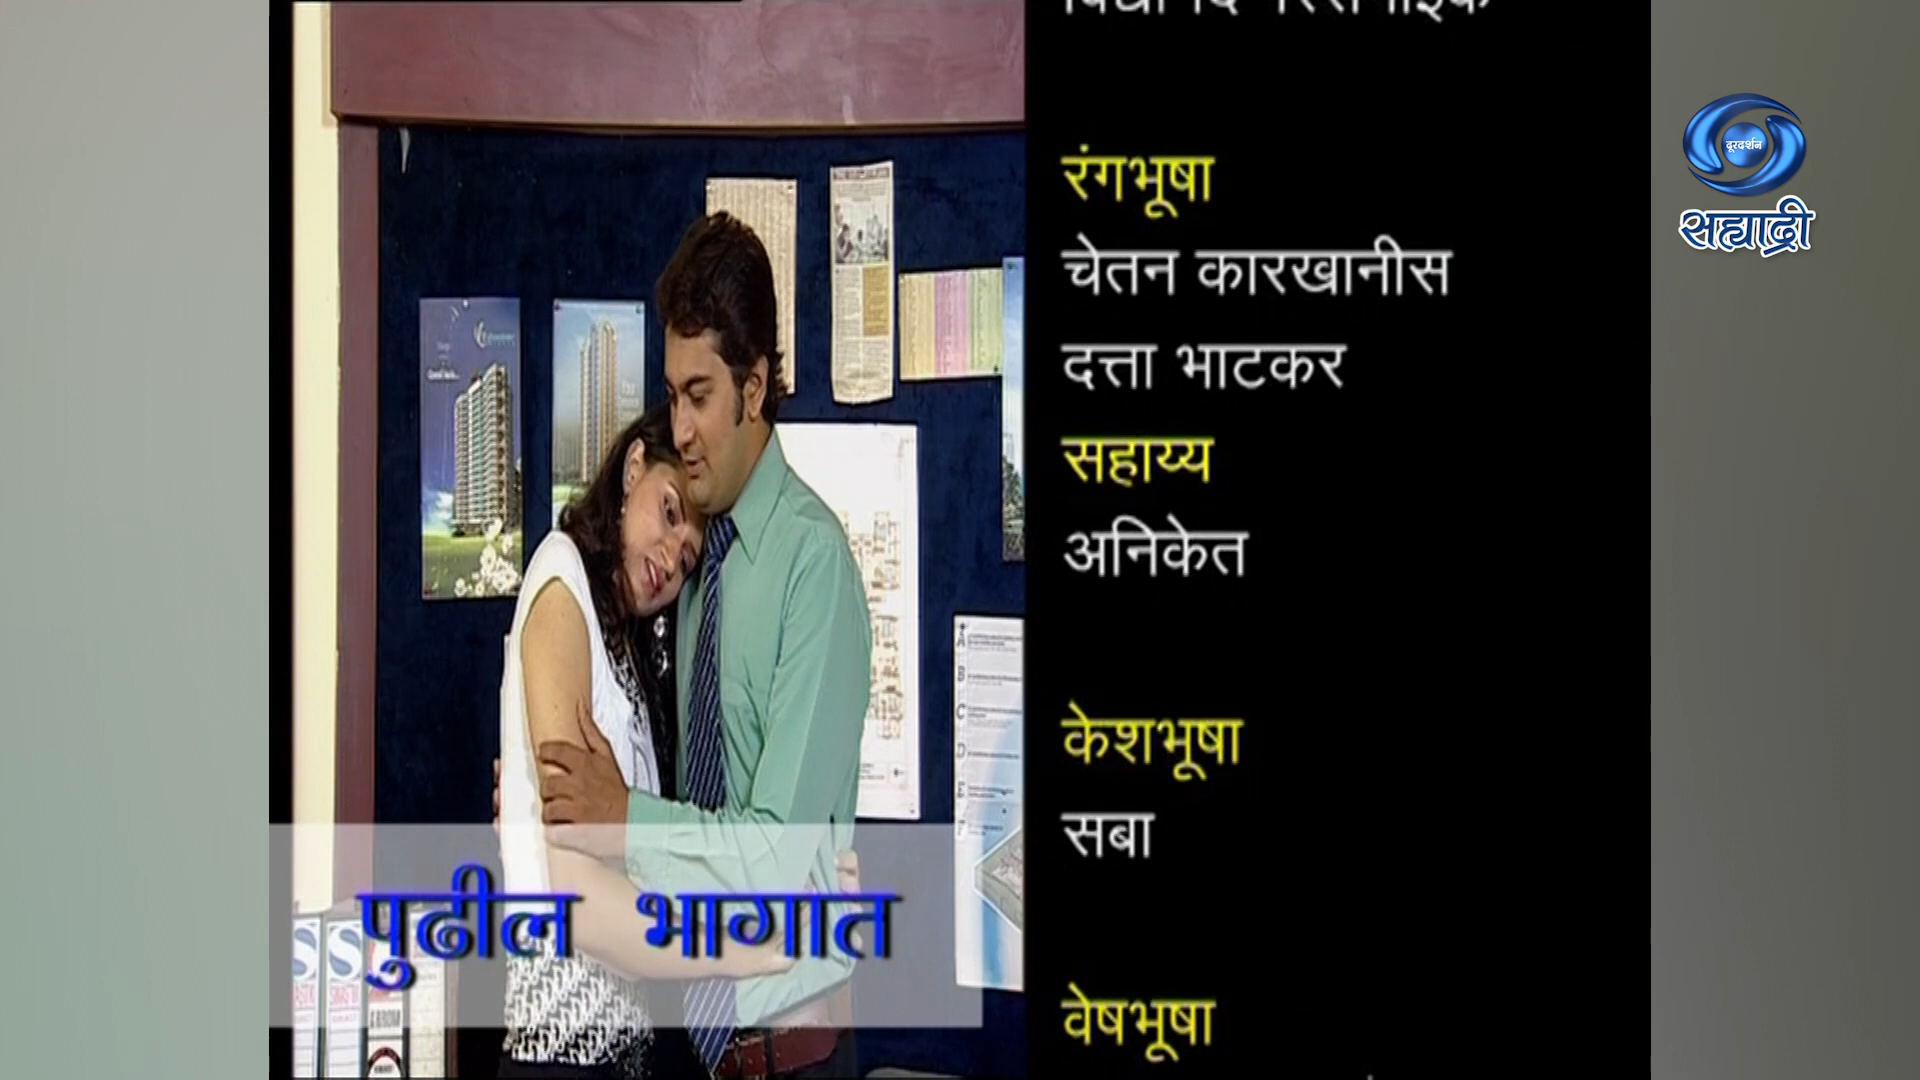 रंगभूषा
चेतन कारखानीस
दत्ता भाटकर
सहाय्य
अनिकेत
केशभूषा
सबा
वेषभूषा
पुढील भागात
दूरदर्शन
सह्याद्री
A
B
C
D
E
F